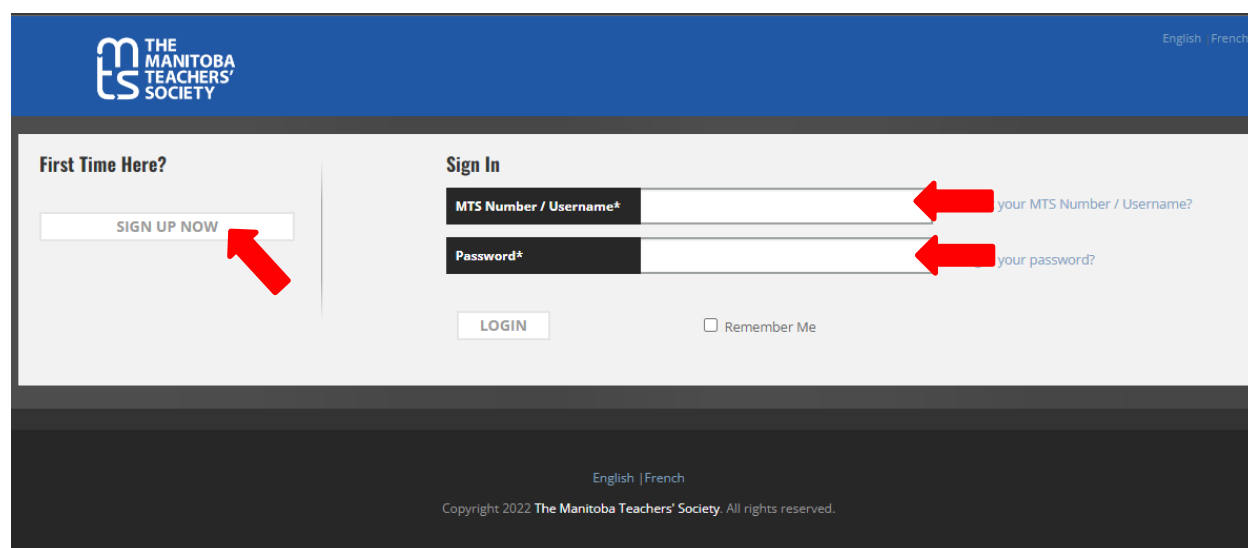 THE
MANITOBA
TEACHERS'
SOCIETY
mts
English |French
First Time Here?
SIGN UP NOW
Sign In
MTS Number / Username*
your MTS Number / Username?
Password*
your password?
LOGIN
Remember Me
English |French
Copyright 2022 The Manitoba Teachers' Society. All rights reserved.